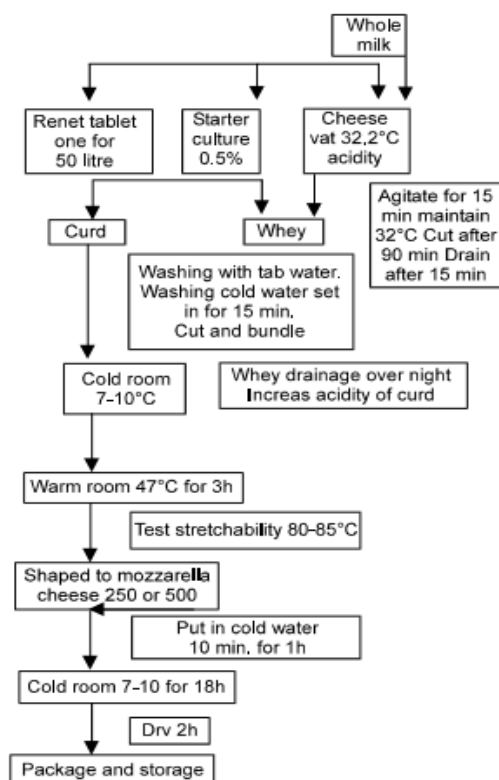 Whole
milk
Renet tablet
one for
50 litre
Starter
culture
0.5%
Cheese
vat 32.2°C
acidity
Agitate for 15
min maintain
32°C Cut after
90 min Drain
after 15 min
Curd
Whey
Washing with tab water.
Washing cold water set
in for 15 min.
Cut and bundle
Cold room
7-10°C
Whey drainage over night
Increas acidity of curd
Warm room 47°C for 3h
Test stretchability 80-85°C
Shaped to mozzarella
cheese 250 or 500
Put in cold water
10 min. for 1h
Cold room 7-10 for 18h
Drv 2h
Package and storage